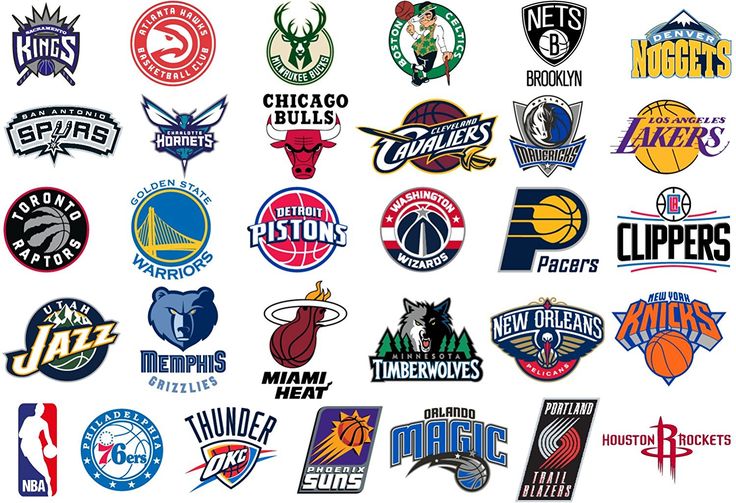 SACRAMENTO
KINGS
ATLANTA HAWKS
BASKETBALL CLUB
MILWAUKEE BUCKS
BOSTON
CELTICS
NETS
B
BROOKLYN
DENVER
NUGGETS
SAN ANTONIO
SPURS
CHARLOTTE
HORNETS
CHICAGO
BULLS
CLEVELAND
CAVALIERS
DALLAS
MAVERICKS
LOS ANGELES
LAKERS
TORONTO
RAPTORS
GOLDEN STATE
WARRIORS
DETROIT
PISTONS
WASHINGTON
WIZARDS
Pacers
LA
CLIPPERS
UTAH
JAZZ
MEMPHIS
GRIZZLIES
MIAMI
HEAT
MINNESOTA
TIMBERWOLVES
NEW ORLEANS
PELICANS
NEW YORK
KNICKS
NBA
PHILADELPHIA
76ers
THUNDER
OKC
PHOENIX
SUNS
ORLANDO
MAGIC
PORTLAND
TRAIL
BLAZERS
HOUSTON R ROCKETS